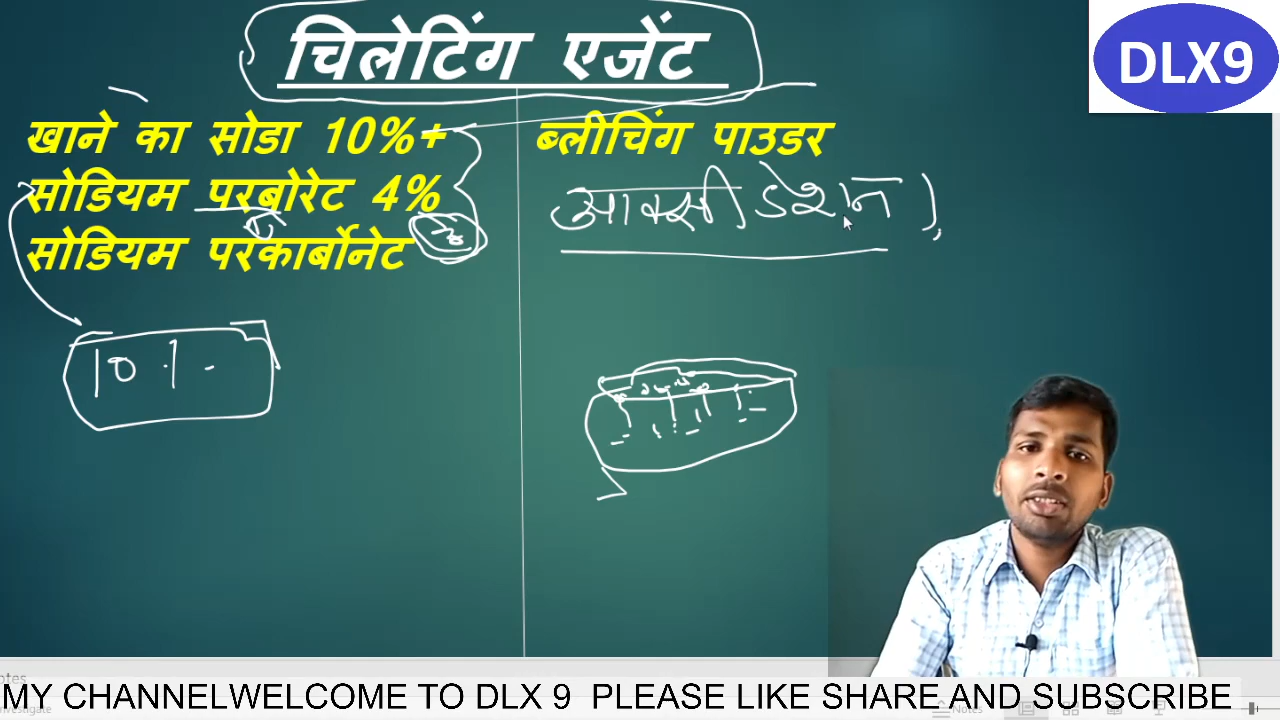 चिलेटिंग एजेंट
DLX9
खाने का सोडा 10%+
सोडियम परबोरेट 4%
सोडियम परकार्बोनेट
ब्लीचिंग पाउडर
आक्सीडेशन
10%
MY CHANNELWELCOME TO DLX 9 PLEASE LIKE SHARE AND SUBSCRIBE
Notes